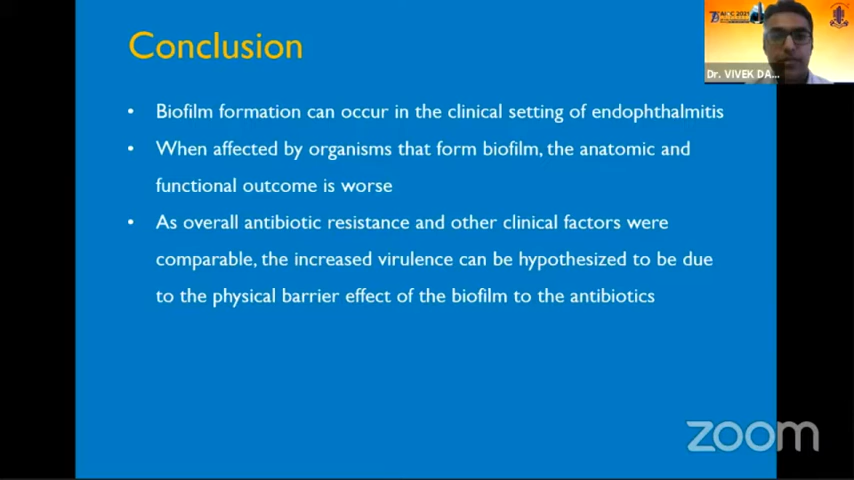 Conclusion
• Biofilm formation can occur in the clinical setting of endophthalmitis
• When affected by organisms that form biofilm, the anatomic and
functional outcome is worse
• As overall antibiotic resistance and other clinical factors were
comparable, the increased virulence can be hypothesized to be due
to the physical barrier effect of the biofilm to the antibiotics
2021
Dr. VIVEK DA...
zoom